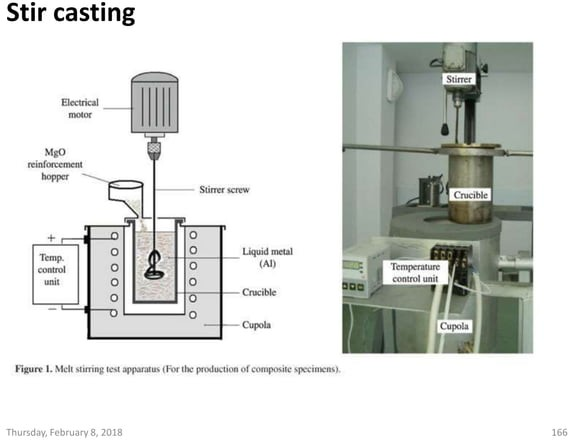 Stir casting
Electrical
motor
MgO
reinforcement
hopper
Stirrer screw
+
Temp.
control
unit
−
Liquid metal
(Al)
Crucible
Cupola
Stirrer
Crucible
Temperature
control unit
Cupola
Figure 1. Melt stirring test apparatus (For the production of composite specimens).
Thursday, February 8, 2018
166